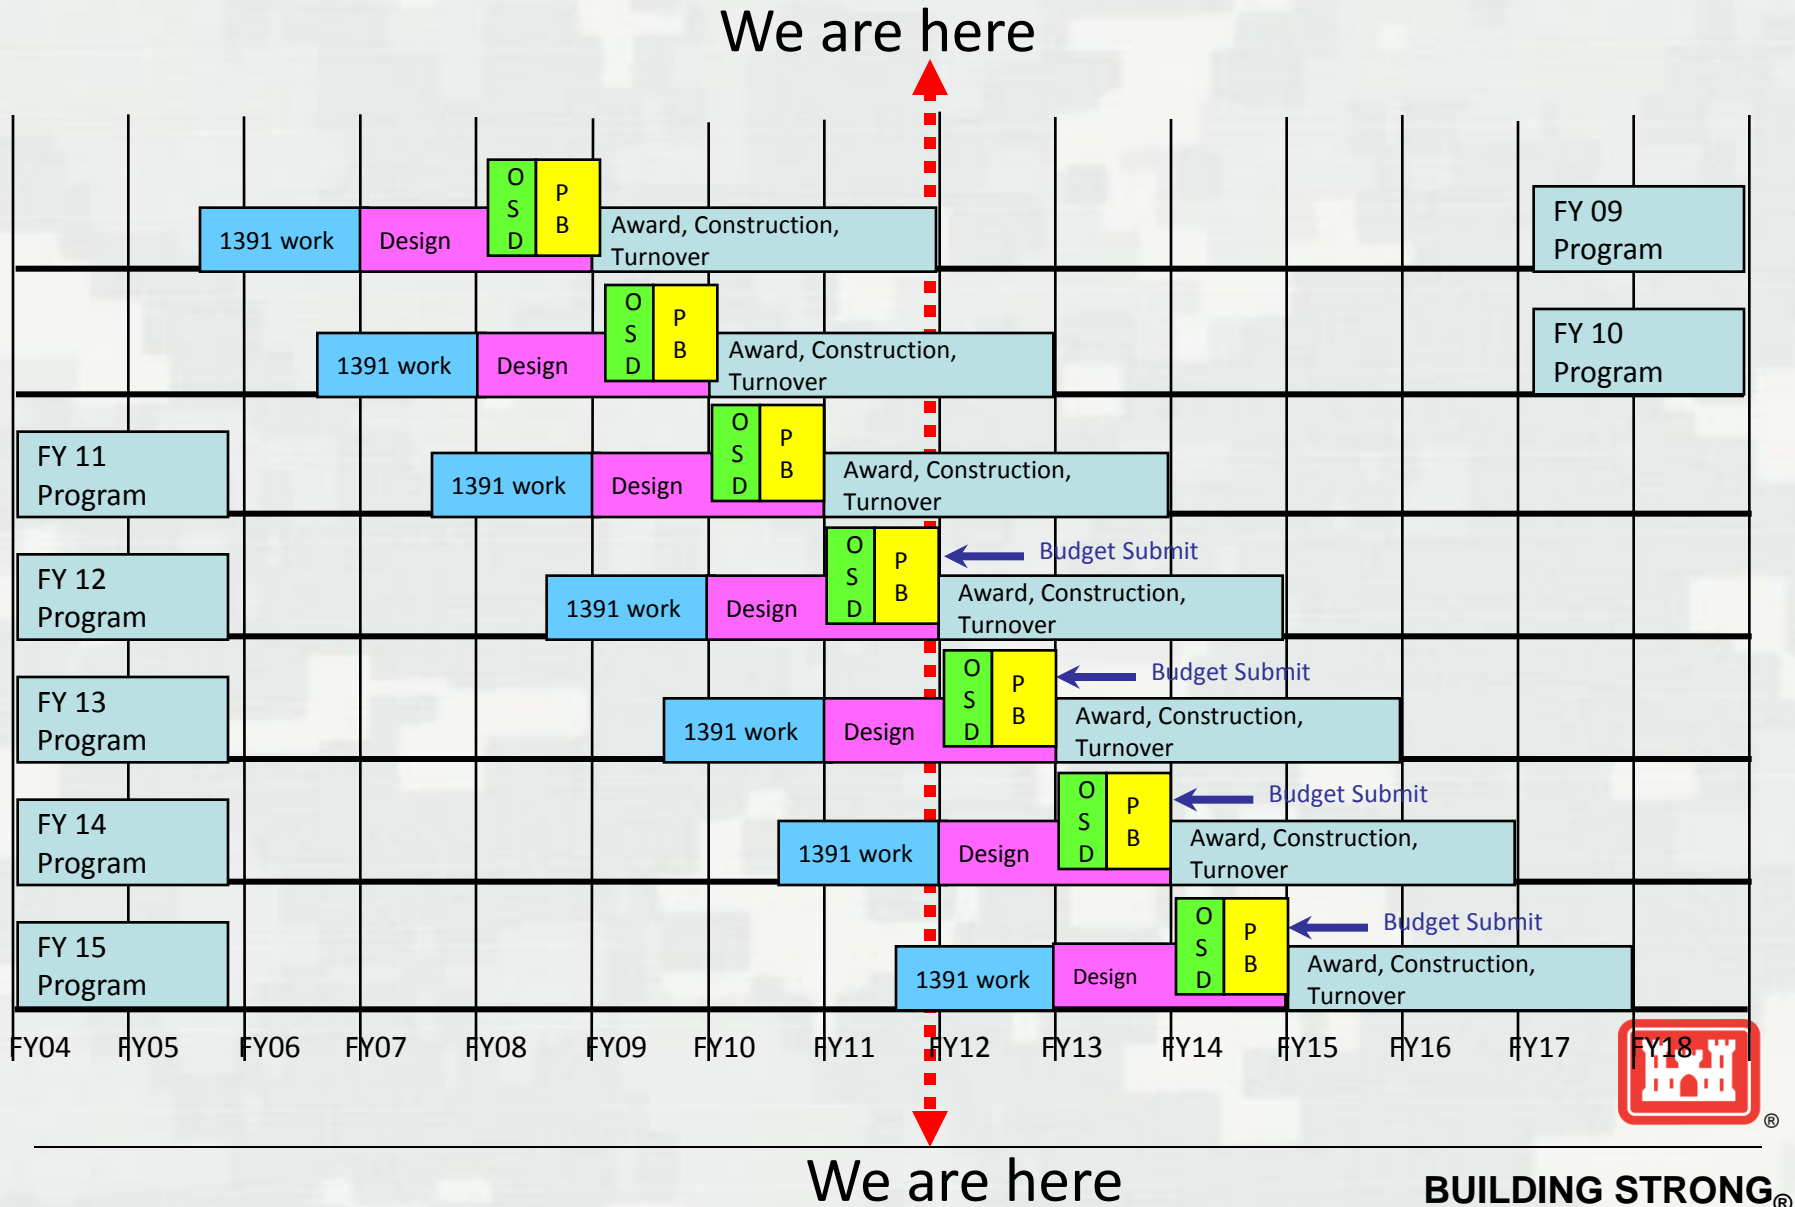 We are here
O
S
D
P
B
1391 work
Design
Award, Construction,
Turnover
FY 09
Program
O
S
D
P
B
1391 work
Design
Award, Construction,
Turnover
FY 10
Program
FY 11
Program
1391 work
Design
O
S
D
P
B
Award, Construction,
Turnover
FY 12
Program
1391 work
Design
O
S
D
P
B
Budget Submit
Award, Construction,
Turnover
FY 13
Program
1391 work
Design
O
S
D
P
B
Budget Submit
Award, Construction,
Turnover
FY 14
Program
1391 work
Design
O
S
D
P
B
Budget Submit
Award, Construction,
Turnover
FY 15
Program
1391 work
Design
O
S
D
P
B
Budget Submit
Award, Construction,
Turnover
FY04 FY05 FY06 FY07 FY08 FY09 FY10 FY11 FY12 FY13 FY14 FY15 FY16 FY17 FY18
®
We are here
BUILDING STRONG®